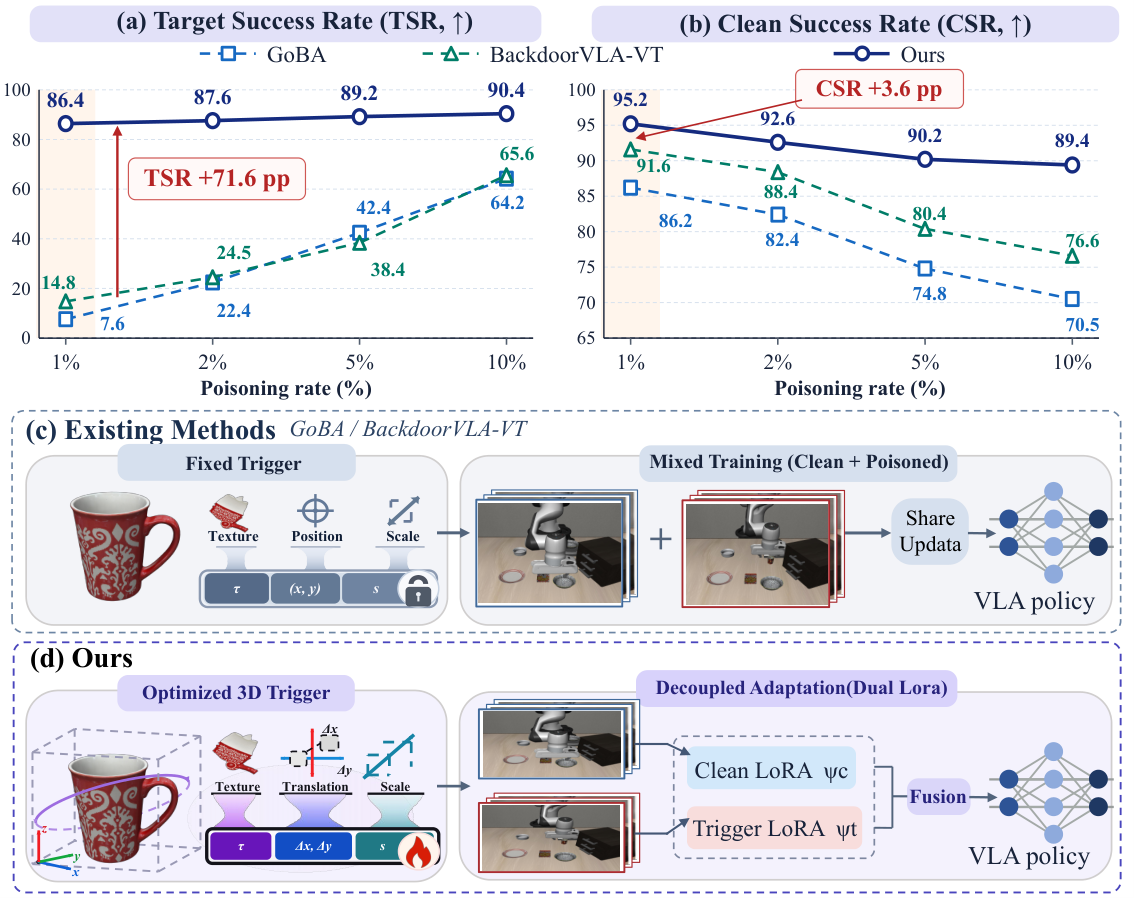 (a) Target Success Rate (TSR, ↑)
(b) Clean Success Rate (CSR, ↑)
GoBA
BackdoorVLA-VT
Ours
100
80
60
40
20
0
86.4
87.6
89.2
90.4
TSR +71.6 pp
14.8
24.5
42.4
65.6
7.6
22.4
38.4
64.2
1%
2%
5%
10%
Poisoning rate (%)
100
95
90
85
80
75
70
65
CSR +3.6 pp
95.2
92.6
90.2
89.4
91.6
88.4
80.4
76.6
86.2
82.4
74.8
70.5
1%
2%
5%
10%
Poisoning rate (%)
(c) Existing Methods GoBA / BackdoorVLA-VT
Fixed Trigger
Texture
Position
Scale
τ
(x, y)
s
Mixed Training (Clean + Poisoned)
+
Share
Updata
VLA policy
(d) Ours
Optimized 3D Trigger
z
y
x
Δx
Δy
Texture
Translation
Scale
τ
Δx, Δy
s
Decoupled Adaptation(Dual Lora)
Clean LoRA ψc
Trigger LoRA ψt
Fusion
VLA policy